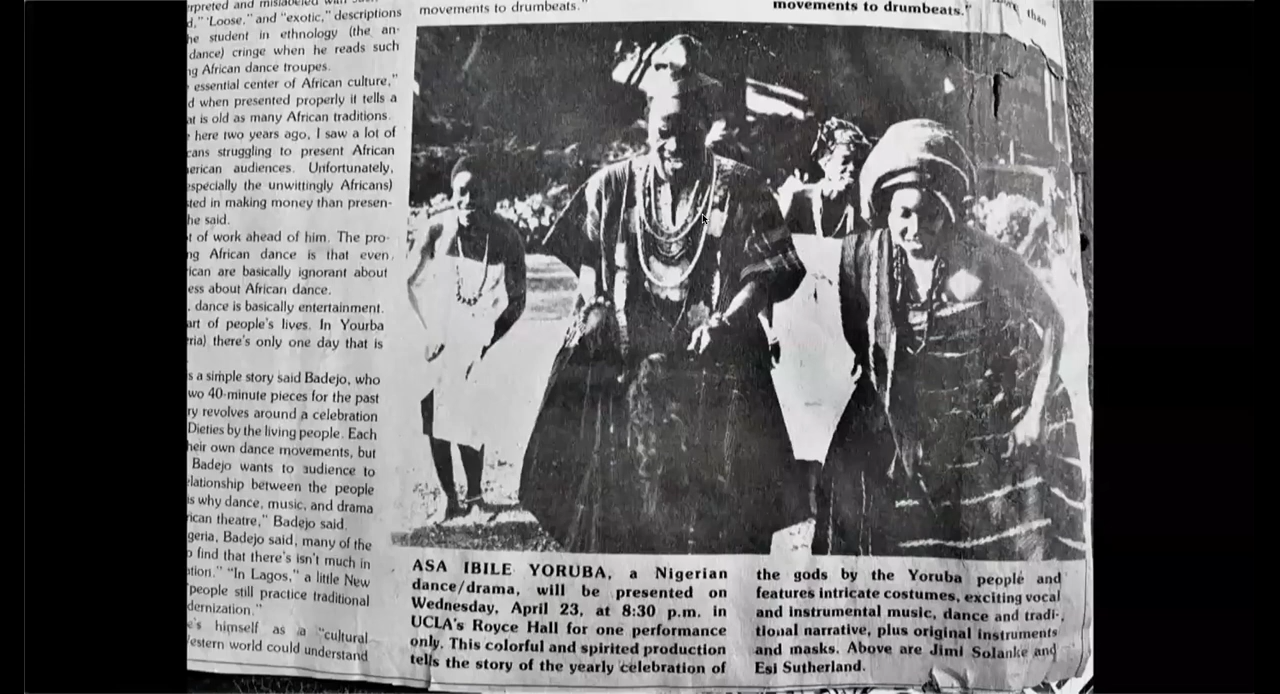 rpreted and mislabeled with such
d," "Loose," and "exotic," descriptions
he student in ethnology (the an-
dance) cringe when he reads such
ng African dance troupes.
essential center of African culture,"
d when presented properly it tells a
at is old as many African traditions.
here two years ago, I saw a lot of
cans struggling to present African
erican audiences. Unfortunately,
especially the unwittingly Africans)
ted in making money than presen-
he said.
t of work ahead of him. The pro-
ng African dance is that even
ican are basically ignorant about
ess about African dance.
. dance is basically entertainment.
art of people's lives. In Yourba
ria) there's only one day that is
s a simple story said Badejo, who
wo 40-minute pieces for the past
ry revolves around a celebration
Dieties by the living people. Each
heir own dance movements, but
Badejo wants to audience to
elationship between the people
s why dance, music, and drama
rican theatre," Badejo said.
geria, Badejo said, many of the
o find that there's isn't much in
ation." "In Lagos," a little New
people still practice traditional
dernization."
e's himself as a "cultural
estern world could understand
movements to drumbeats."
movements to drumbeats."
than
ASA IBILE YORUBA, a Nigerian
dance/drama, will be presented on
Wednesday, April 23, at 8:30 p.m. in
UCLA's Royce Hall for one performance
only. This colorful and spirited production
tells the story of the yearly celebration of
the gods by the Yoruba people and
features intricate costumes, exciting vocal
and instrumental music, dance and tradi-
tional narrative, plus original instruments
and masks. Above are Jimi Solanke and
Esi Sutherland.